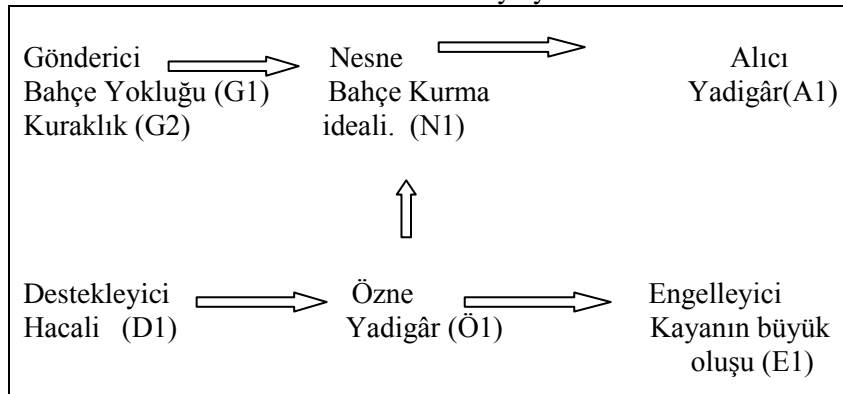 Gönderici
Bahçe Yokluğu (G1)
Kuraklık (G2)
Nesne
Bahçe Kurma
ideali. (N1)
Alıcı
Yadigâr(A1)
Destekleyici
Hacali (D1)
Özne
Yadigâr (Ö1)
Engelleyici
Kayanın büyük
oluşu (E1)